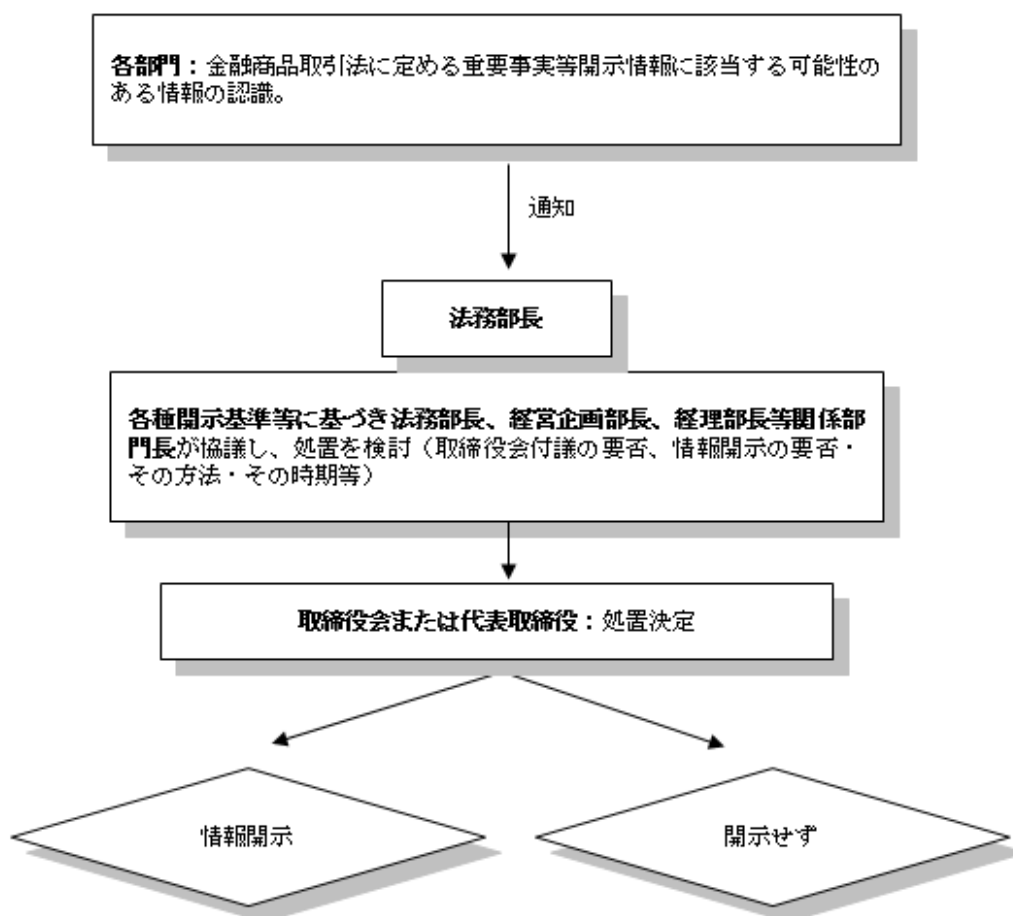 各部門：金融商品取引法に定める重要事実等開示情報に該当する可能性の
ある情報の認識。
通知
法務部長
各種開示基準等に基づき法務部長、経営企画部長、経理部長等関係部
門長が協議し、処置を検討（取締役会付議の要否、情報開示の要否・
その方法・その時期等）
取締役会または代表取締役：処置決定
情報開示
開示せず